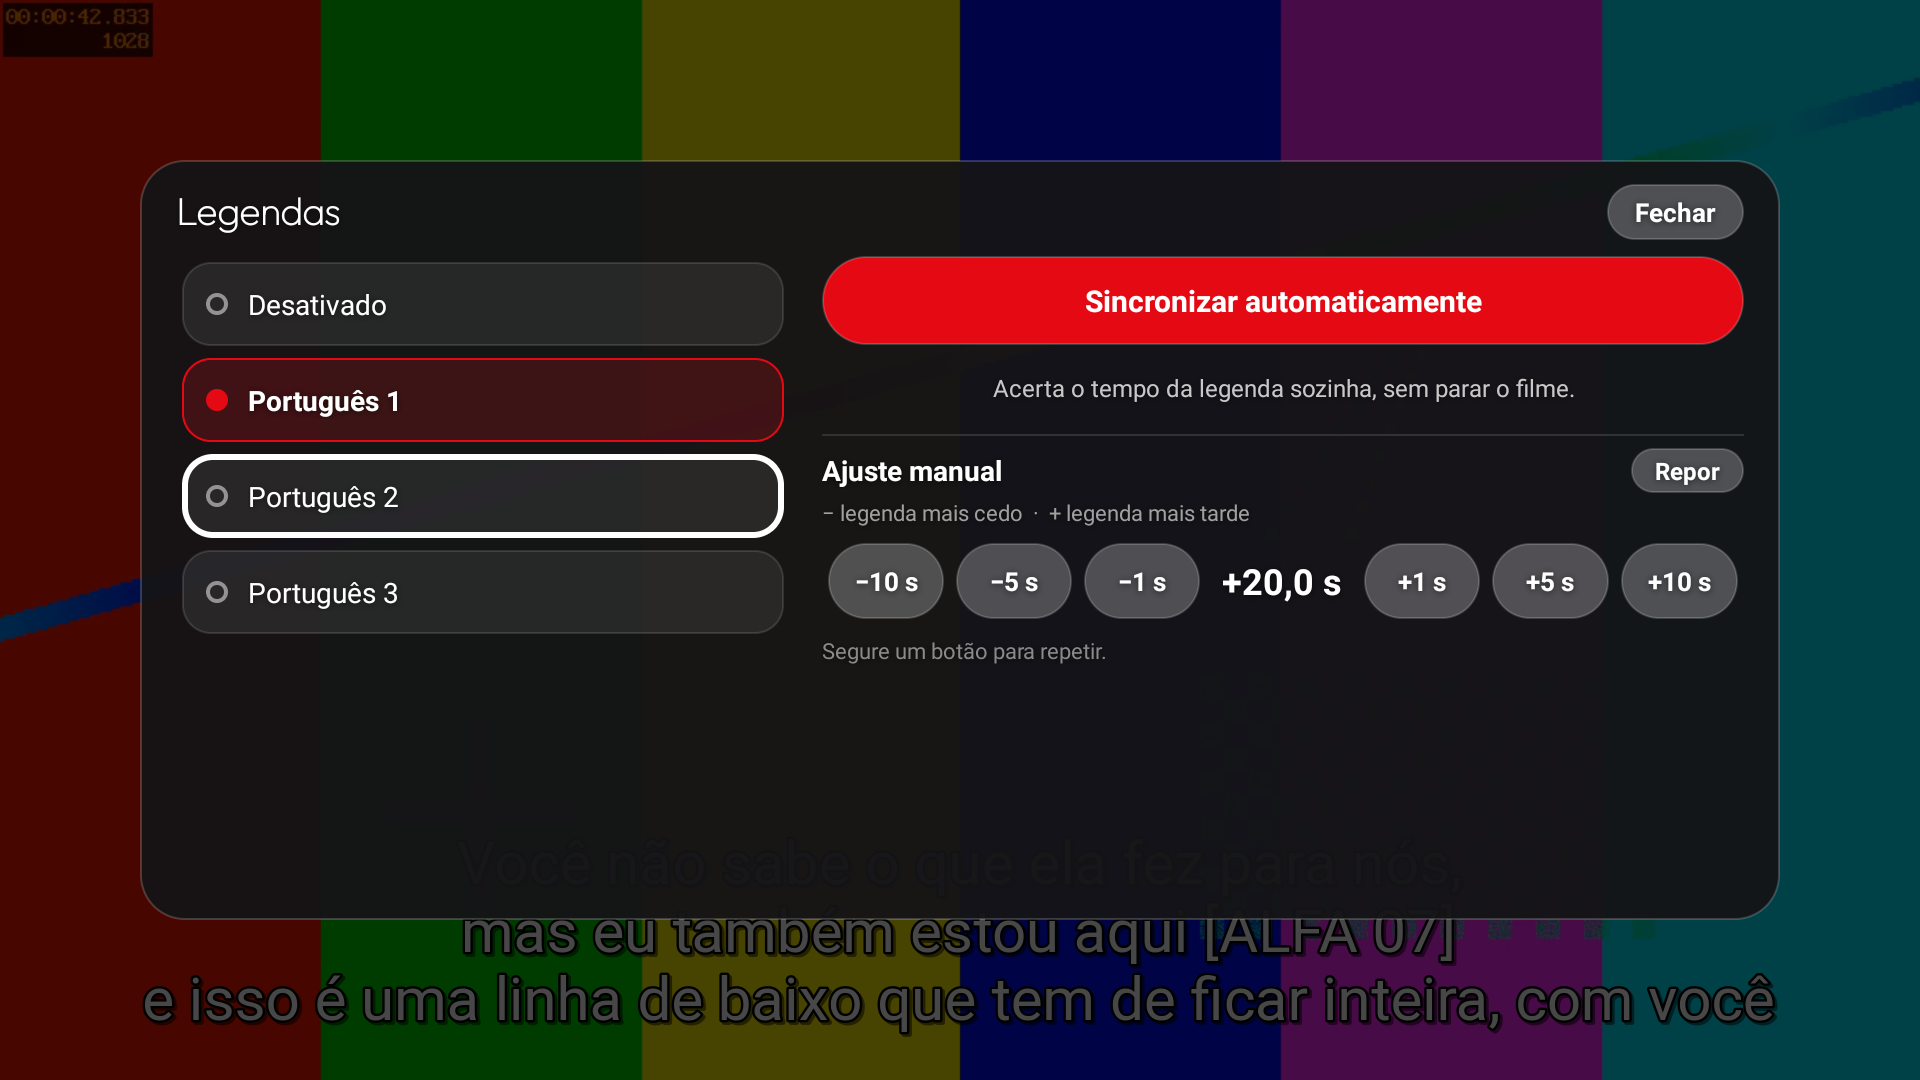 00:00:42.833
1028
Legendas
Fechar
Desativado
Português 1
Português 2
Português 3
Sincronizar automaticamente
Acerta o tempo da legenda sozinha, sem parar o filme.
Ajuste manual
Repor
− legenda mais cedo · + legenda mais tarde
−10 s −5 s −1 s +20,0 s +1 s +5 s +10 s
Segure um botão para repetir.
Você não sabe o que ela fez para nós,
mas eu também estou aqui [ALFA 07]
e isso é uma linha de baixo que tem de ficar inteira, com você